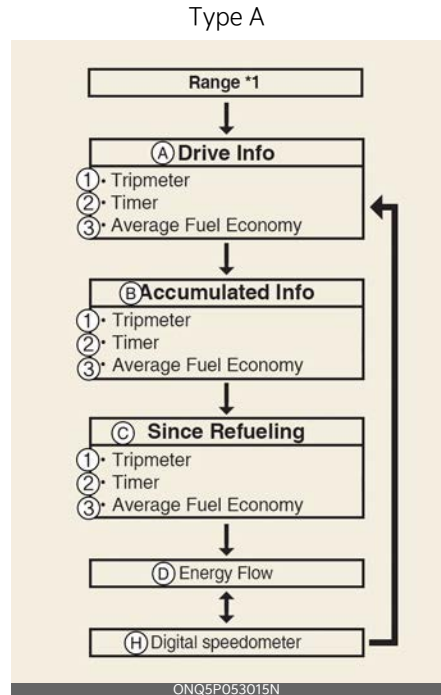 Type A
Range *1
Ⓐ Drive Info
①• Tripmeter
②• Timer
③• Average Fuel Economy
Ⓑ Accumulated Info
①• Tripmeter
②• Timer
③• Average Fuel Economy
Ⓒ Since Refueling
①• Tripmeter
②• Timer
③• Average Fuel Economy
Ⓓ Energy Flow
Ⓗ Digital speedometer
ONQ5P053015N